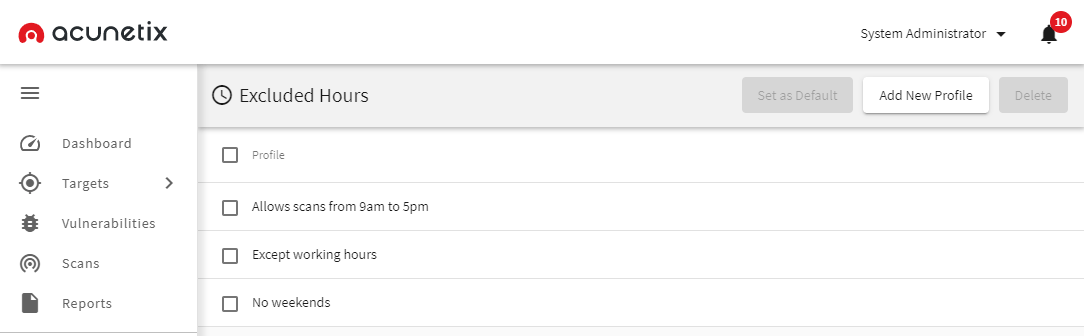 acunetix
System Administrator
10
Excluded Hours
Set as Default
Add New Profile
Delete
Dashboard
Targets
Vulnerabilities
Scans
Reports
Profile
Allows scans from 9am to 5pm
Except working hours
No weekends